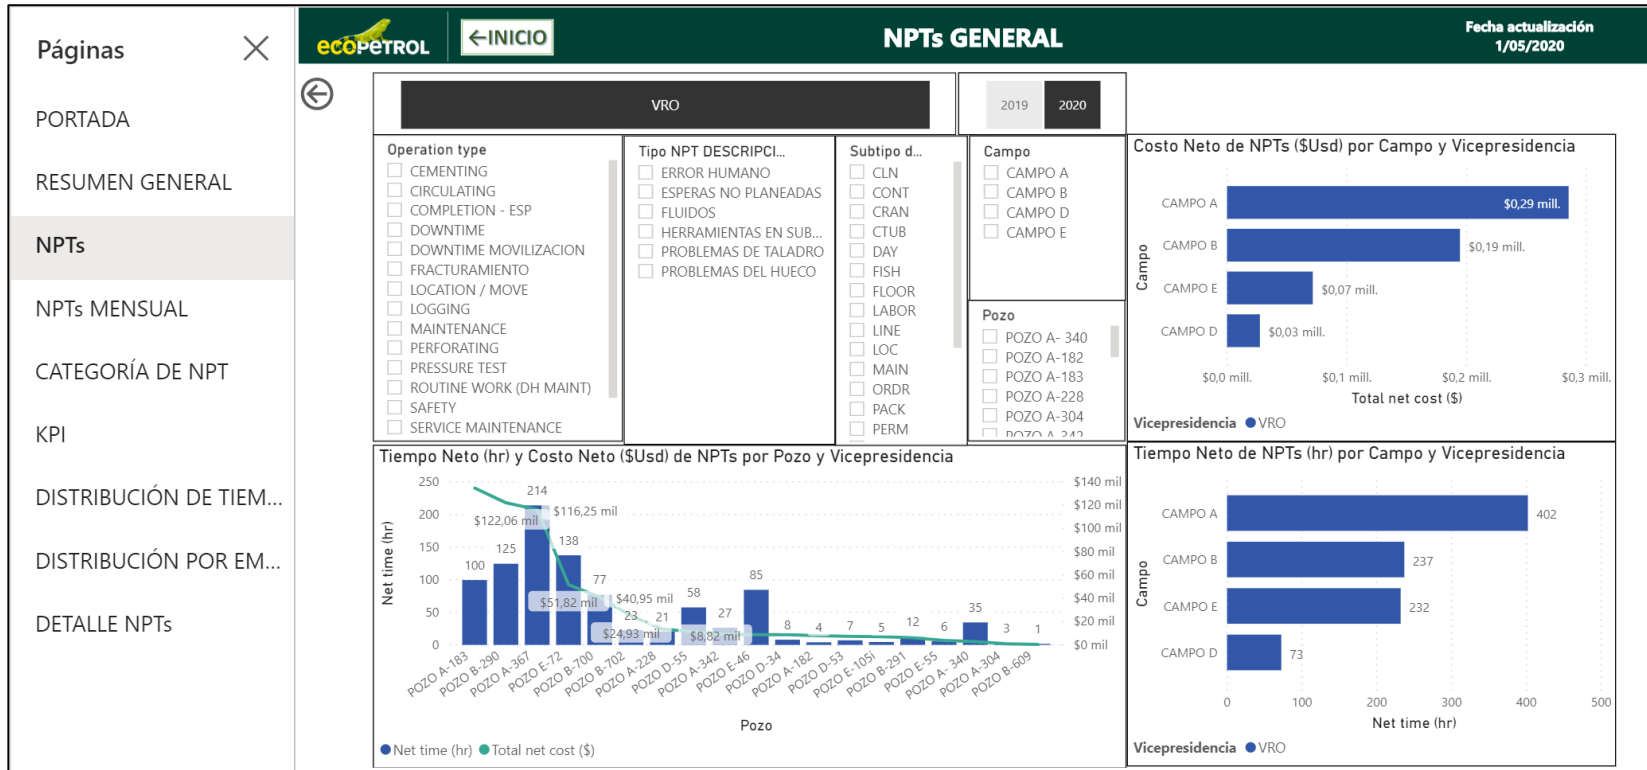 Páginas
PORTADA
RESUMEN GENERAL
NPTs
NPTs MENSUAL
CATEGORÍA DE NPT
KPI
DISTRIBUCIÓN DE TIEM...
DISTRIBUCIÓN POR EM...
DETALLE NPTs
ecopetrol
←INICIO
NPTs GENERAL
Fecha actualización
1/05/2020
VRO
2019 2020
Operation type
CEMENTING
CIRCULATING
COMPLETION - ESP
DOWNTIME
DOWNTIME MOVILIZACION
FRACTURAMIENTO
LOCATION / MOVE
LOGGING
MAINTENANCE
PERFORATING
PRESSURE TEST
ROUTINE WORK (DH MAINT)
SAFETY
SERVICE MAINTENANCE
Tipo NPT DESCRIPCI...
ERROR HUMANO
ESPERAS NO PLANEADAS
FLUIDOS
HERRAMIENTAS EN SUB...
PROBLEMAS DE TALADRO
PROBLEMAS DEL HUECO
Subtipo d...
CLN
CONT
CRAN
CTUB
DAY
FISH
FLOOR
LABOR
LINE
LOC
MAIN
ORDR
PACK
PERM
Campo
CAMPO A
CAMPO B
CAMPO D
CAMPO E
Pozo
POZO A- 340
POZO A-182
POZO A-183
POZO A-228
POZO A-304
POZO A-342
Costo Neto de NPTs ($Usd) por Campo y Vicepresidencia
Campo
CAMPO A $0,29 mill.
CAMPO B $0,19 mill.
CAMPO E $0,07 mill.
CAMPO D $0,03 mill.
$0,0 mill. $0,1 mill. $0,2 mill. $0,3 mill.
Total net cost ($)
Vicepresidencia VRO
Tiempo Neto (hr) y Costo Neto ($Usd) de NPTs por Pozo y Vicepresidencia
Net time (hr)
250
200
150
100
50
0
100 125 214 138 77 23 21 58 27 85 8 4 7 5 12 6 35 3 1
$122,06 mil $116,25 mil $51,82 mil $40,95 mil $24,93 mil $8,82 mil
$140 mil
$120 mil
$100 mil
$80 mil
$60 mil
$40 mil
$20 mil
$0 mil
POZO A-183 POZO B-290 POZO A-367 POZO E-72 POZO B-700 POZO B-702 POZO A-228 POZO D-55 POZO A-342 POZO E-46 POZO D-34 POZO A-182 POZO D-53 POZO E-105i POZO B-291 POZO E-55 POZO A- 340 POZO A-304 POZO B-609
Pozo
Net time (hr) Total net cost ($)
Tiempo Neto de NPTs (hr) por Campo y Vicepresidencia
Campo
CAMPO A 402
CAMPO B 237
CAMPO E 232
CAMPO D 73
0 100 200 300 400 500
Net time (hr)
Vicepresidencia VRO